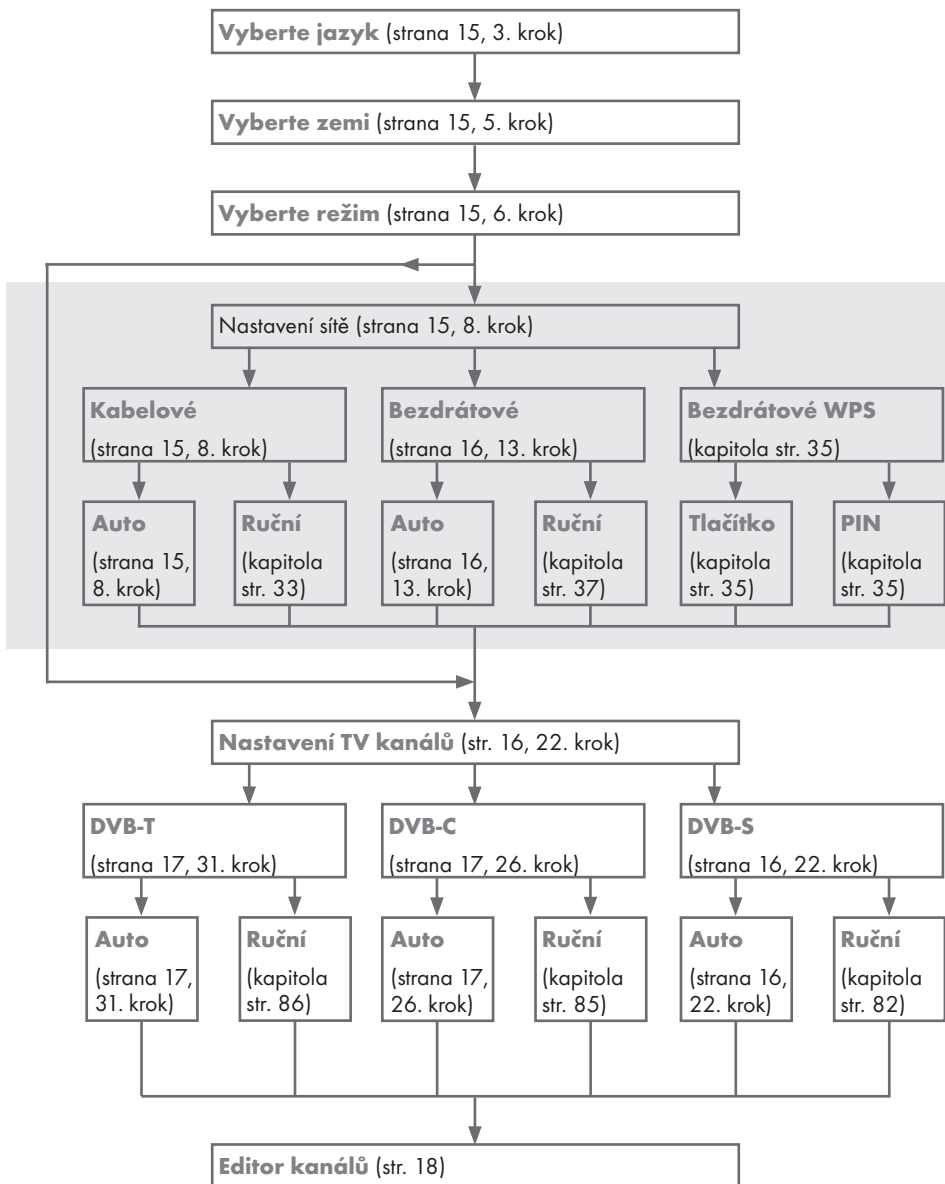 Vyberte jazyk (strana 15, 3. krok)
Vyberte zemi (strana 15, 5. krok)
Vyberte režim (strana 15, 6. krok)
Nastavení sítě (strana 15, 8. krok)
Kabelové
(strana 15, 8. krok)
Bezdrátové
(strana 16, 13. krok)
Bezdrátové WPS
(kapitola str. 35)
Auto
(strana 15,
8. krok)
Ruční
(kapitola
str. 33)
Auto
(strana 16,
13. krok)
Ruční
(kapitola
str. 37)
Tlačítko
(kapitola
str. 35)
PIN
(kapitola
str. 35)
Nastavení TV kanálů (str. 16, 22. krok)
DVB-T
(strana 17, 31. krok)
DVB-C
(strana 17, 26. krok)
DVB-S
(strana 16, 22. krok)
Auto
(strana 17,
31. krok)
Ruční
(kapitola
str. 86)
Auto
(strana 17,
26. krok)
Ruční
(kapitola
str. 85)
Auto
(strana 16,
22. krok)
Ruční
(kapitola
str. 82)
Editor kanálů (str. 18)